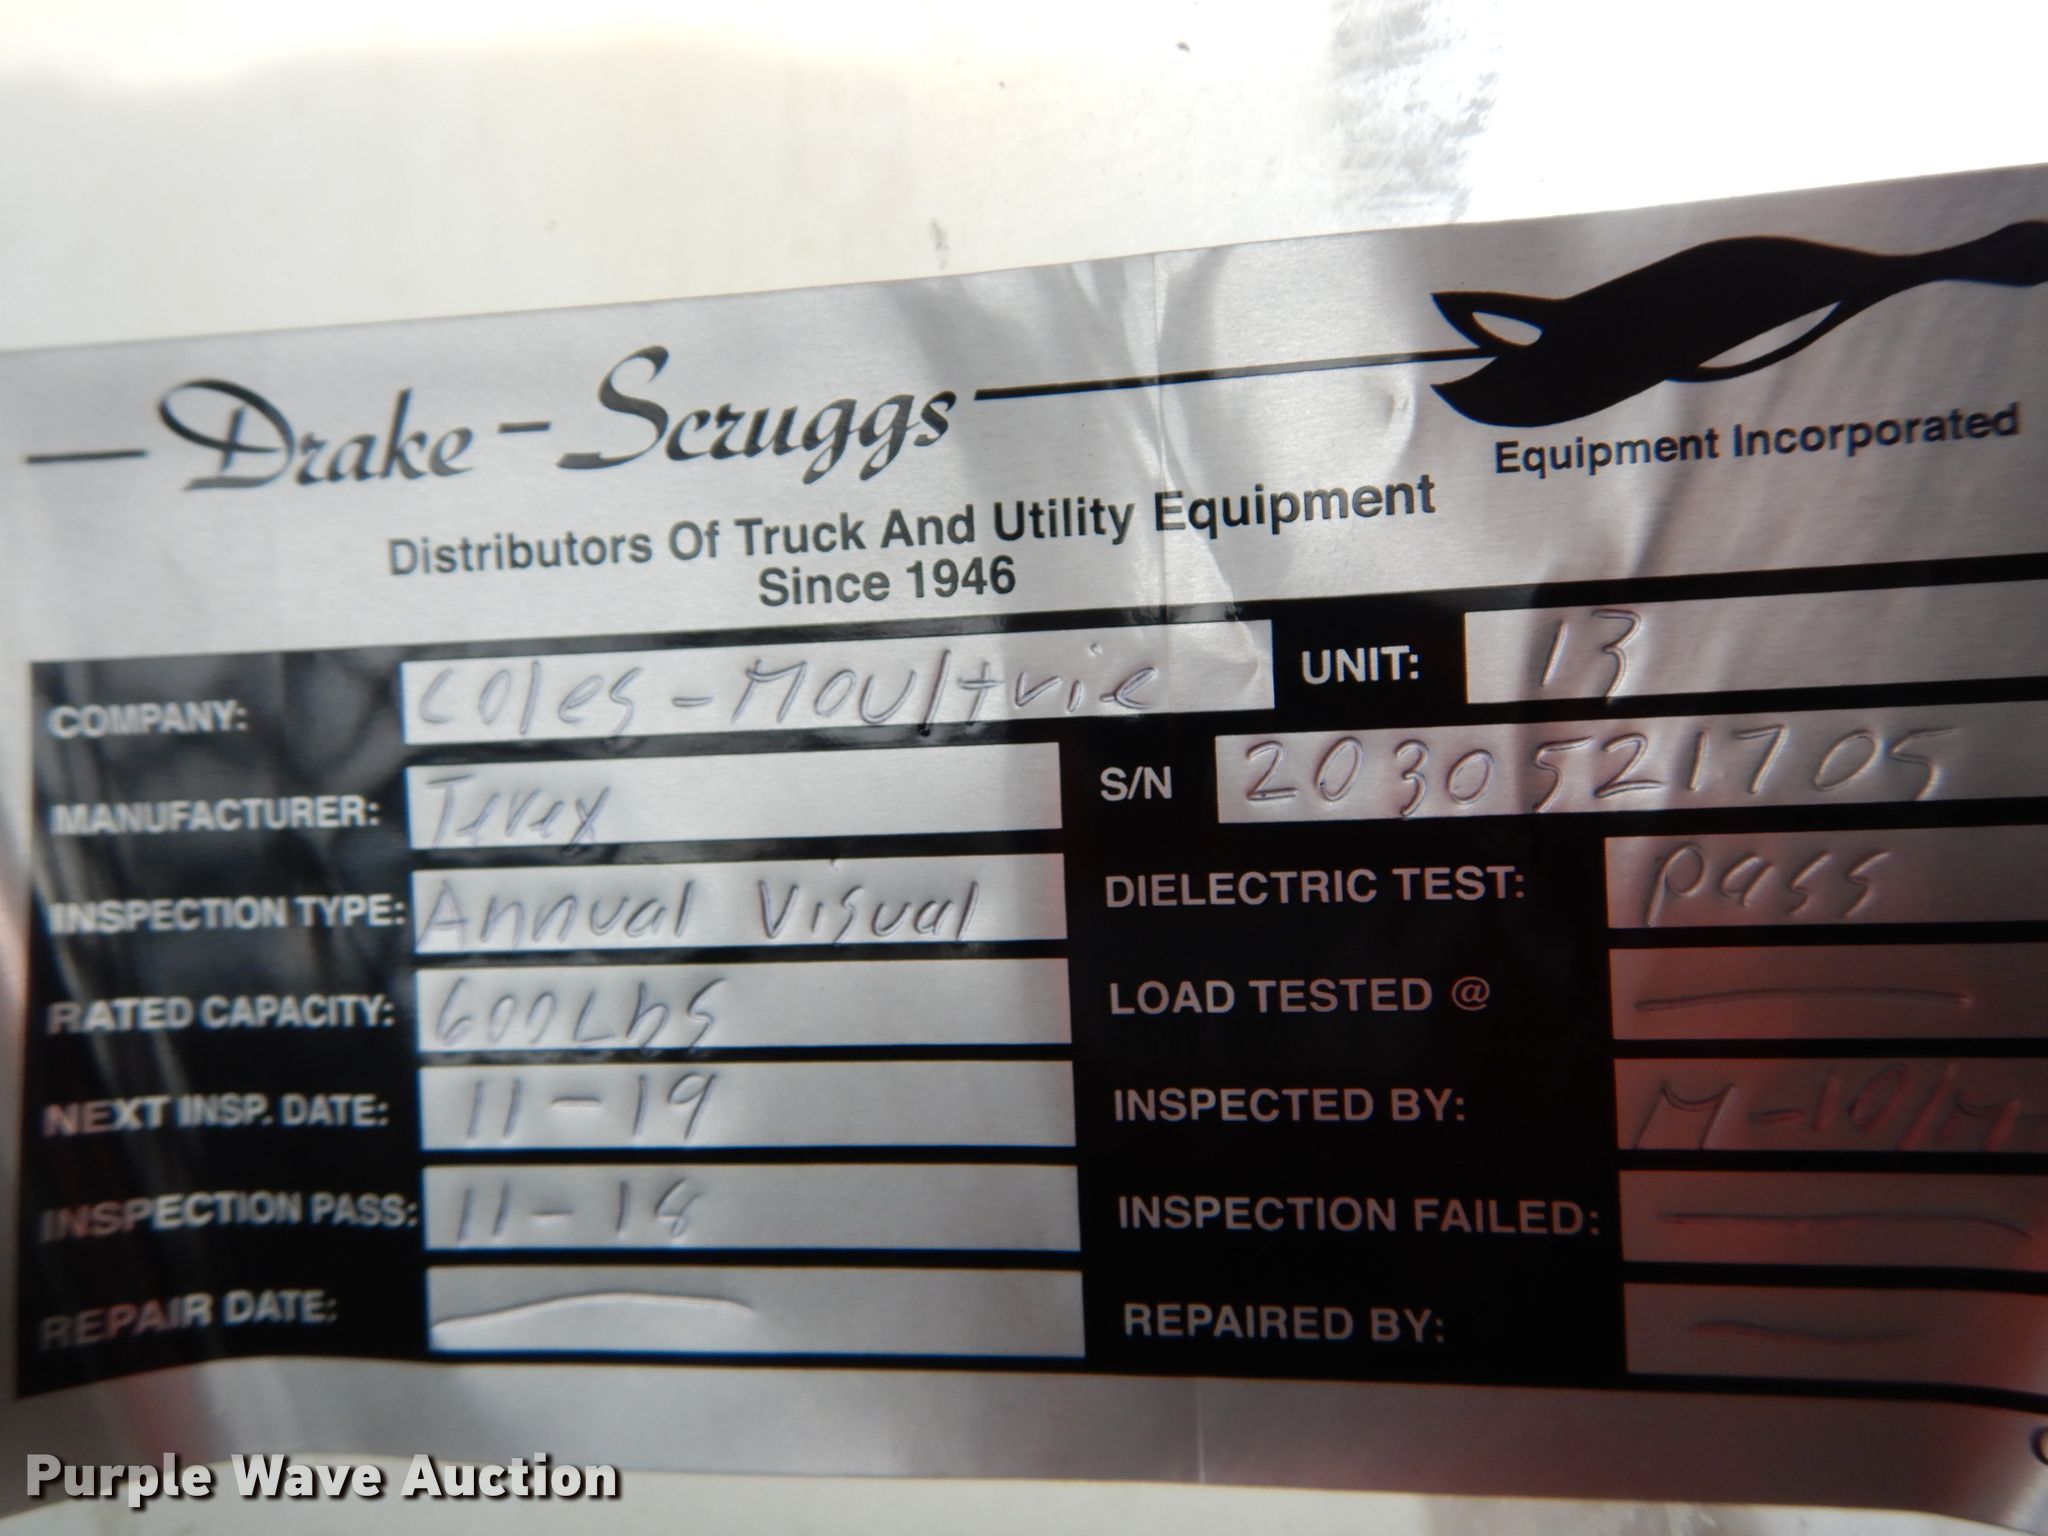 Drake-Scruggs
Equipment Incorporated
Distributors Of Truck And Utility Equipment
Since 1946
COMPANY: Coles-Moultrie UNIT: 13
MANUFACTURER: Terex S/N 2030521705
INSPECTION TYPE: Annual Visual DIELECTRIC TEST: Pass
RATED CAPACITY: 600Lbs LOAD TESTED @
NEXT INSP. DATE: 11-19 INSPECTED BY: M-10/M-
INSPECTION PASS: 11-18 INSPECTION FAILED:
REPAIR DATE: REPAIRED BY:
Purple Wave Auction